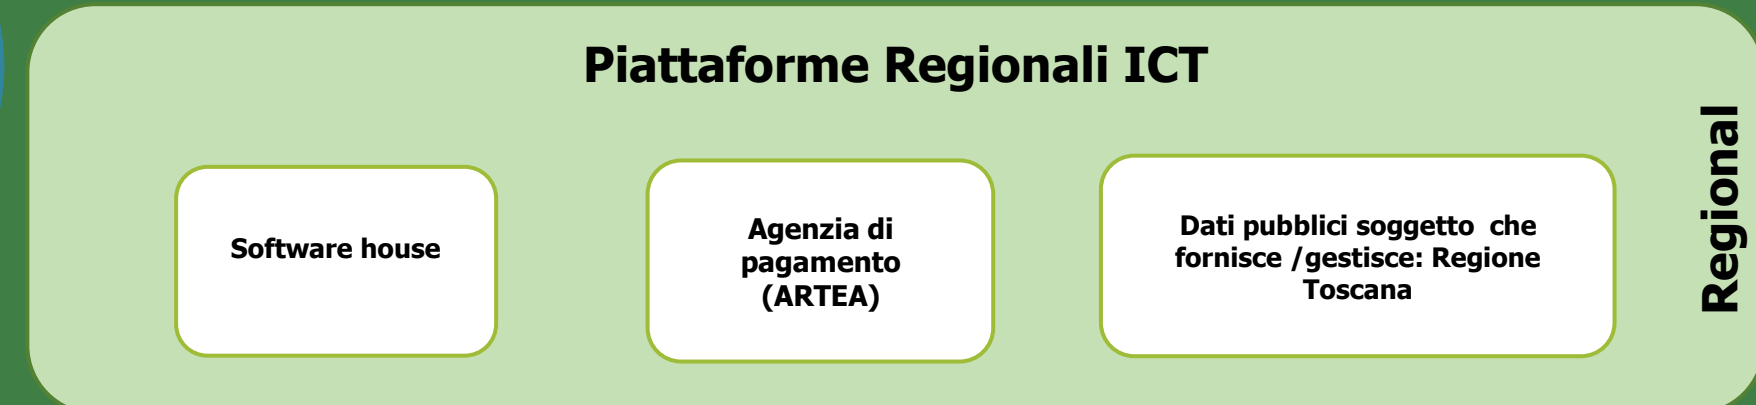 Piattaforme Regionali ICT
Software house
Agenzia di
pagamento
(ARTEA)
Dati pubblici soggetto  che
fornisce /gestisce: Regione
Toscana
Regional